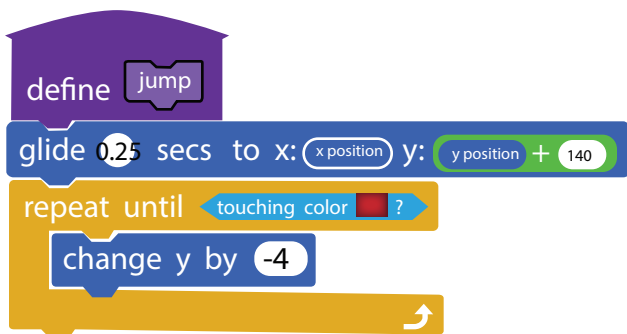 define jump
glide 0.25 secs to x: x position y: y position + 140
repeat until touching color ?
change y by -4